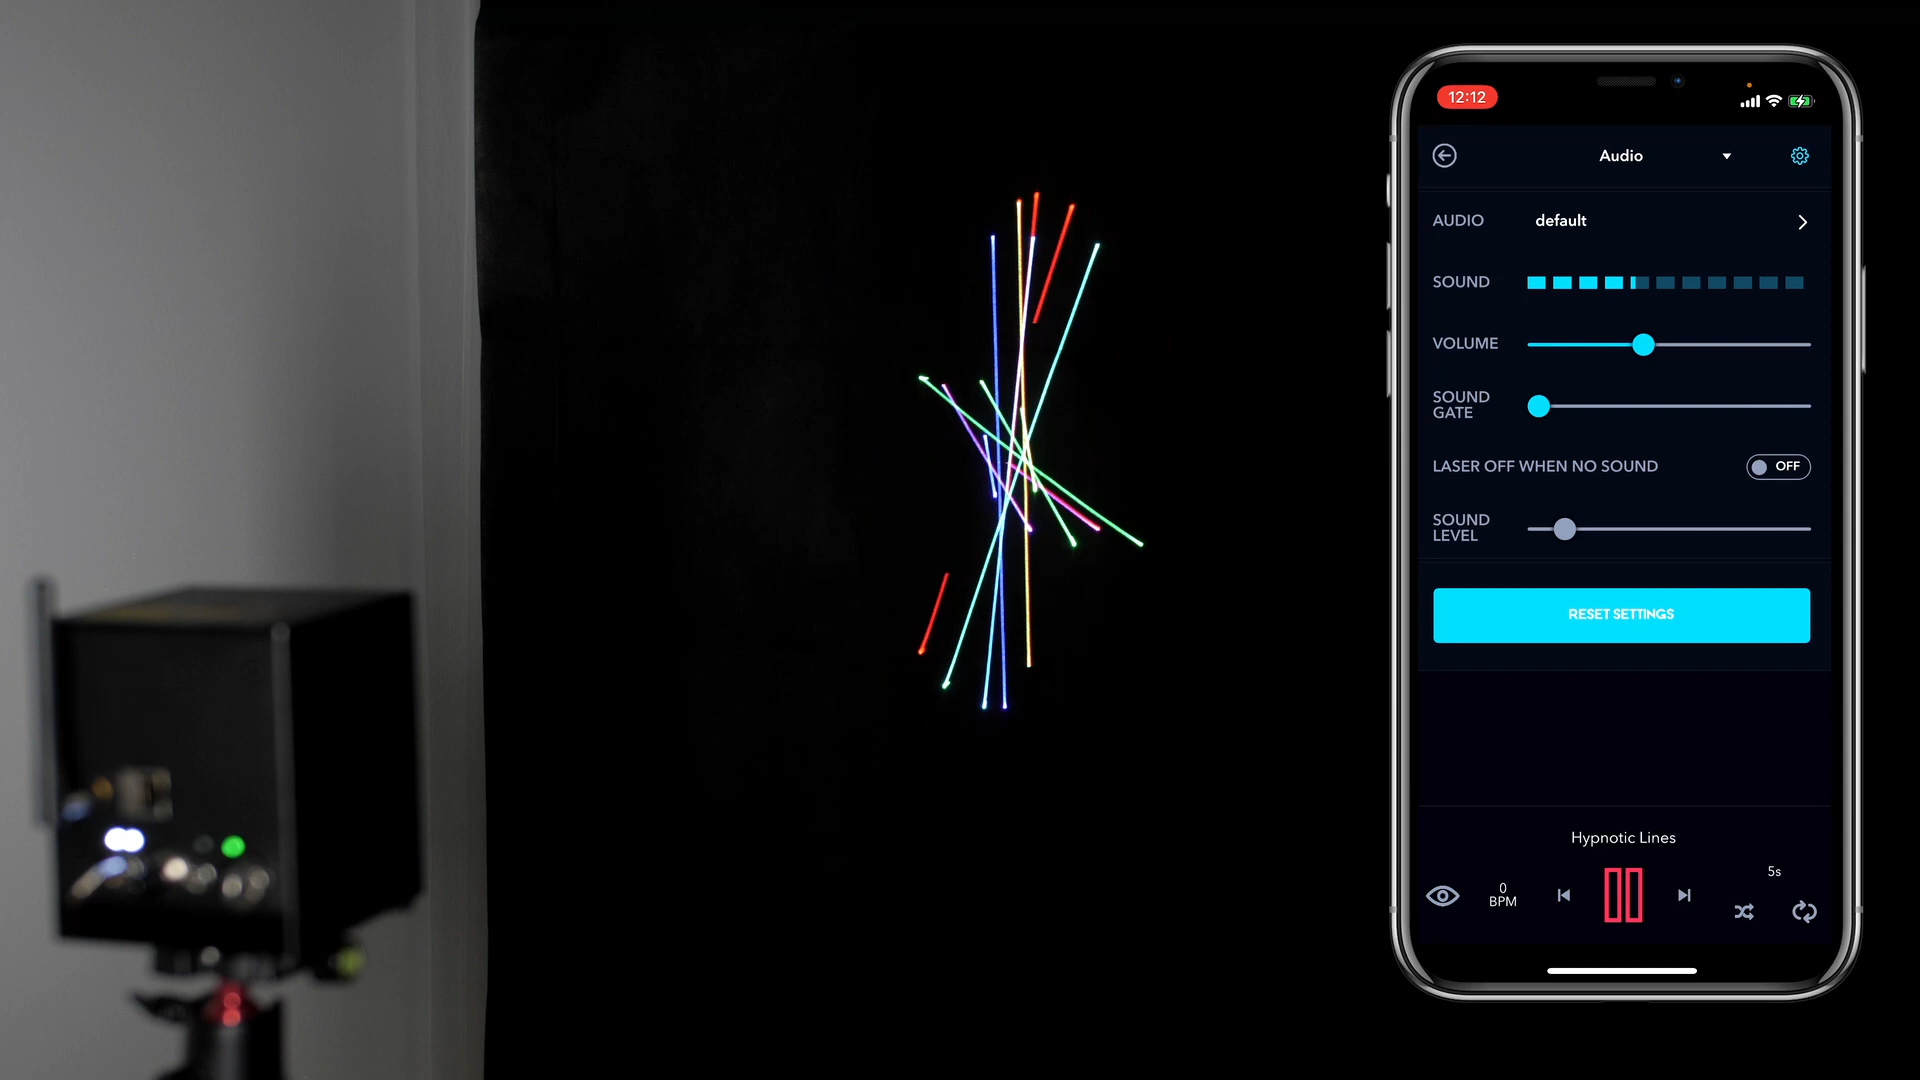 12:12
Audio
AUDIO default
SOUND
VOLUME
SOUND
GATE
LASER OFF WHEN NO SOUND OFF
SOUND
LEVEL
RESET SETTINGS
Hypnotic Lines
5s
0
BPM